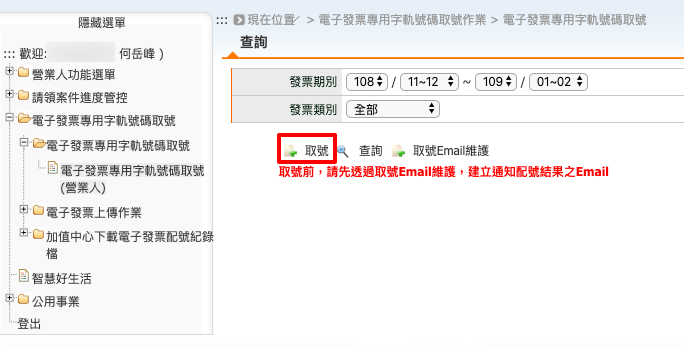 隱藏選單
::: 歡迎: 何岳峰 )
營業人功能選單
請領案件進度管控
電子發票專用字軌號碼取號
電子發票專用字軌號碼取號
電子發票專用字軌號碼取號
(營業人)
電子發票上傳作業
加值中心下載電子發票配號紀錄
檔
智慧好生活
公用事業
登出
::: 現在位置/ > 電子發票專用字軌號碼取號作業 > 電子發票專用字軌號碼取號
查詢
發票期別 108 / 11~12 ~ 109 / 01~02
發票類別 全部
取號 查詢 取號Email維護
取號前，請先透過取號Email維護，建立通知配號結果之Email